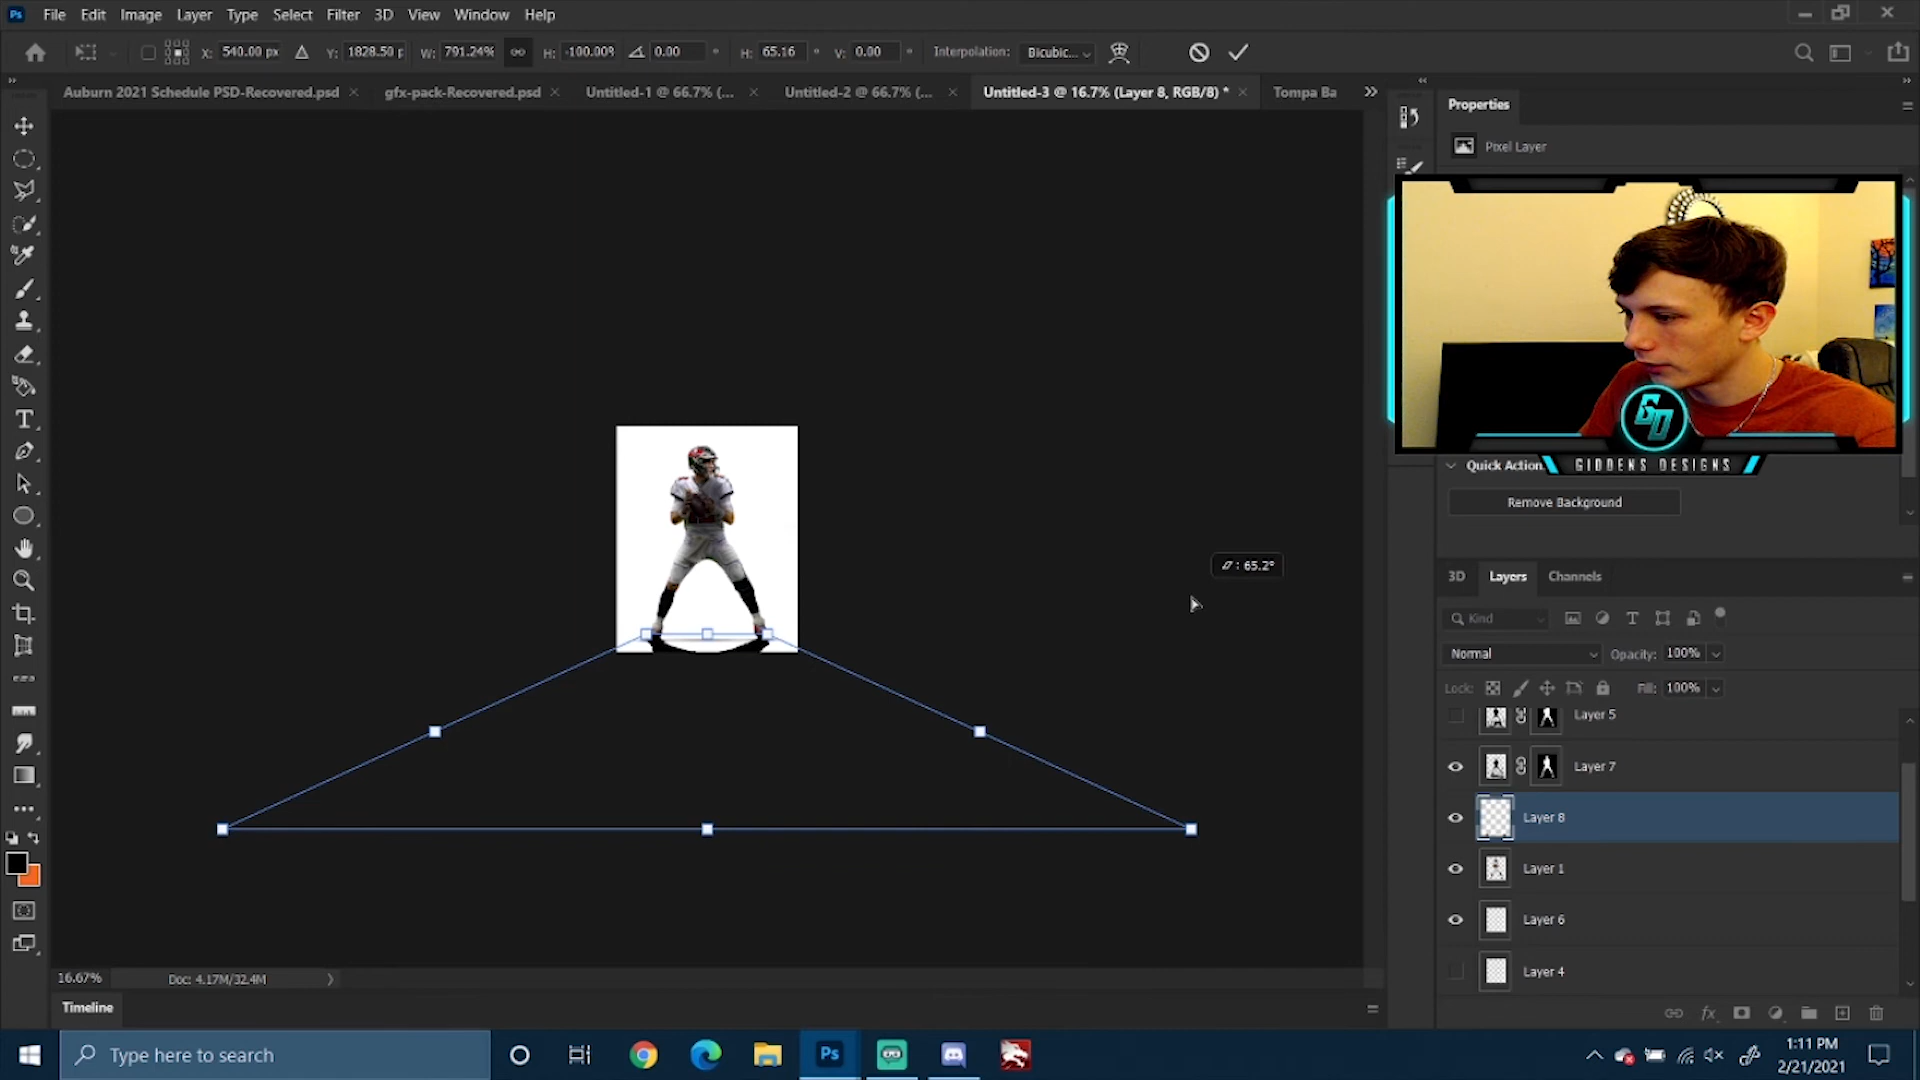 Ps File Edit Image Layer Type Select Filter 3D View Window Help
X: 540.00 px Y: 1828.50 p W: 791.24% H: -100.00% 0.00 ° H: 65.16 ° V: 0.00 ° Interpolation: Bicubic...
Auburn 2021 Schedule PSD-Recovered.psd × gfx-pack-Recovered.psd × Untitled-1 @ 66.7% (... × Untitled-2 @ 66.7% (... × Untitled-3 @ 16.7% (Layer 8, RGB/8) * × Tompa Ba
Properties
Pixel Layer
GD
GIDDENS DESIGNS
Quick Action
Remove Background
: 65.2°
3D Layers Channels
Kind
Normal Opacity: 100%
Lock: Fill: 100%
Layer 5
Layer 7
Layer 8
Layer 1
Layer 6
Layer 4
16.67% Doc: 4.17M/32.4M
Timeline
fx
Type here to search
Ps
1:11 PM
2/21/2021